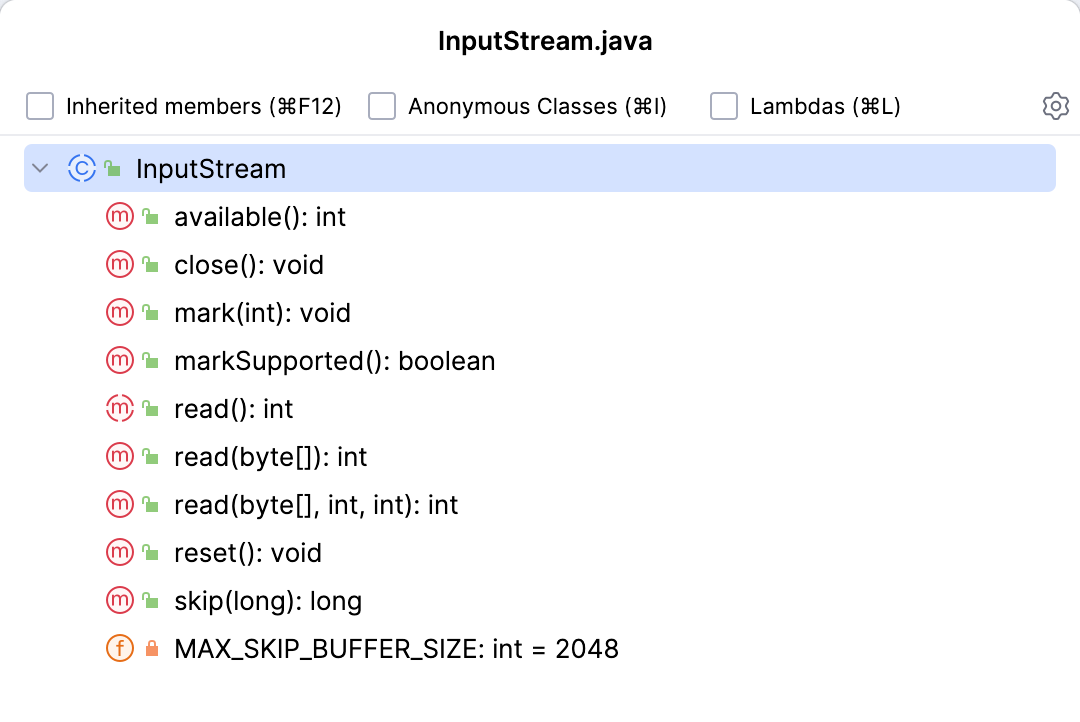 InputStream.java
Inherited members (⌘F12) Anonymous Classes (⌘I) Lambdas (⌘L)
C InputStream
m available(): int
m close(): void
m mark(int): void
m markSupported(): boolean
m read(): int
m read(byte[]): int
m read(byte[], int, int): int
m reset(): void
m skip(long): long
f MAX_SKIP_BUFFER_SIZE: int = 2048